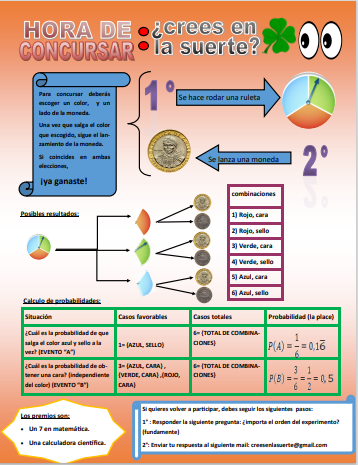 HORA DE CONCURSAR
: ¿crees en
la suerte?
Para concursar deberás
escoger un color, y un
lado de la moneda.
Una vez que salga el color
que escogido, sigue el lan-
zamiento de la moneda.
Si coincides en ambas
elecciones,
¡ya ganaste!
1°
Se hace rodar una ruleta
Se lanza una moneda
2°
Posibles resultados:
combinaciones
1) Rojo, cara
2) Rojo, sello
3) Verde, cara
4) Verde, sello
5) Azul, cara
6) Azul, sello
Calculo de probabilidades:
Situación Casos favorables Casos totales Probabilidad (la place)
¿Cuál es la probabilidad de que
salga el color azul y sello a la
vez? (EVENTO "A")
1= {AZUL, SELLO)
6= {TOTAL DE COMBINA-
CIONES)
P(A) = 1/6 = 0,16
¿Cuál es la probabilidad de ob-
tener una cara? (independiente
del color) (EVENTO "B")
3= {AZUL, CARA) ,
(VERDE, CARA) ,(ROJO,
CARA)
6= {TOTAL DE COMBINA-
CIONES)
P(B) = 3/6 = 1/2 = 0,5
Los premios son:
• Un 7 en matemática.
• Una calculadora científica.
Si quieres volver a participar, debes seguir los siguientes pasos:
1° : Responder la siguiente pregunta: ¿importa el orden del experimento?
(fundamente)
2°: Enviar tu respuesta al siguiente mail: creesenlasuerte@gmail.com